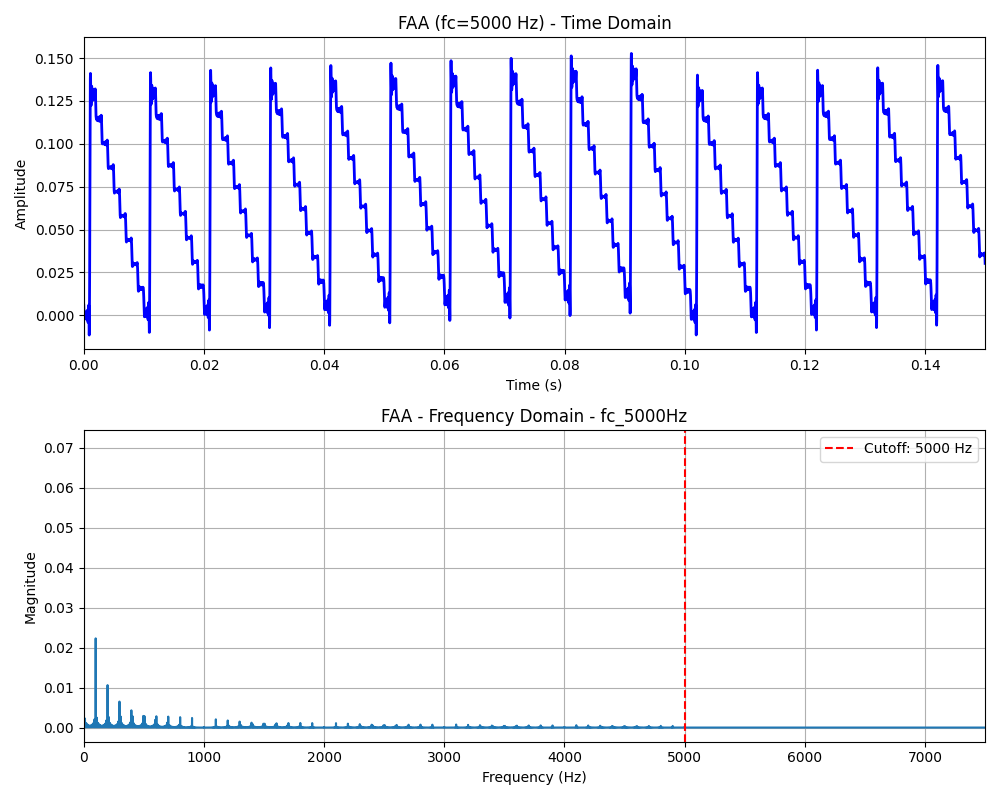 FAA (fc=5000 Hz) - Time Domain
0.150
0.125
0.100
0.075
0.050
0.025
0.000
Amplitude
0.00 0.02 0.04 0.06 0.08 0.10 0.12 0.14
Time (s)
FAA - Frequency Domain - fc_5000Hz
0.07
0.06
0.05
0.04
0.03
0.02
0.01
0.00
Magnitude
Cutoff: 5000 Hz
0 1000 2000 3000 4000 5000 6000 7000
Frequency (Hz)